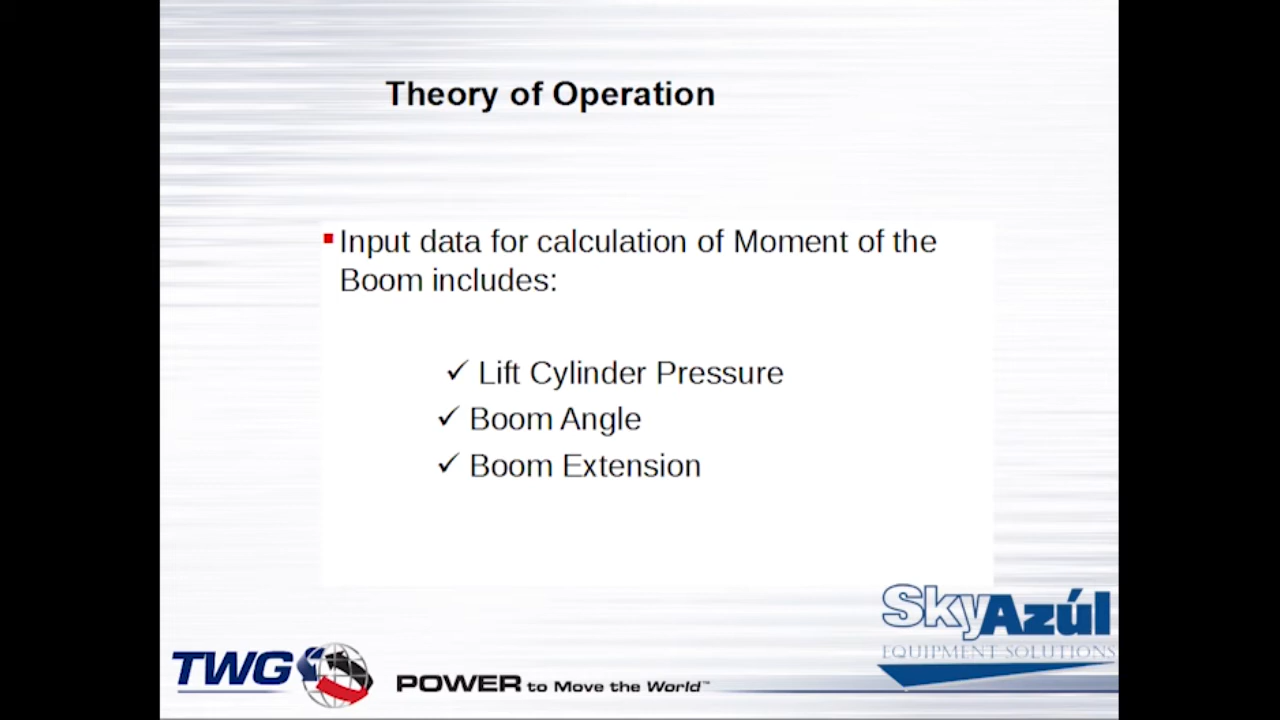 Theory of Operation
Input data for calculation of Moment of the
Boom includes:
✓ Lift Cylinder Pressure
✓ Boom Angle
✓ Boom Extension
SkyAzúl
EQUIPMENT SOLUTIONS
TWG
POWER to Move the World™